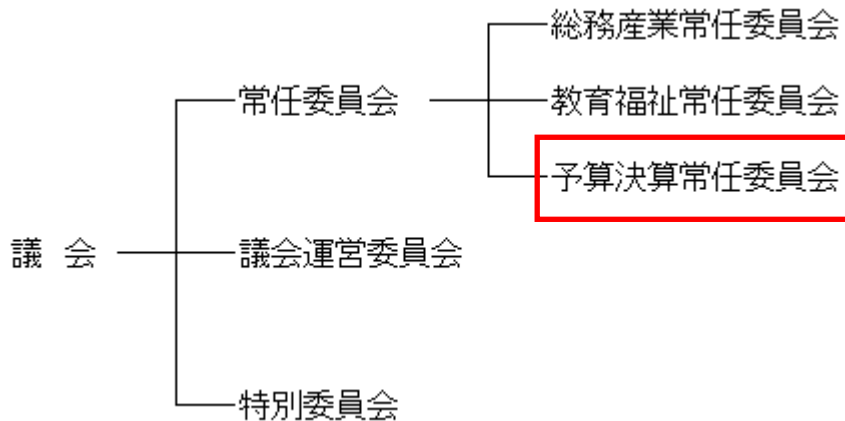 総務産業常任委員会
常任委員会
教育福祉常任委員会
予算決算常任委員会
議 会
議会運営委員会
特別委員会